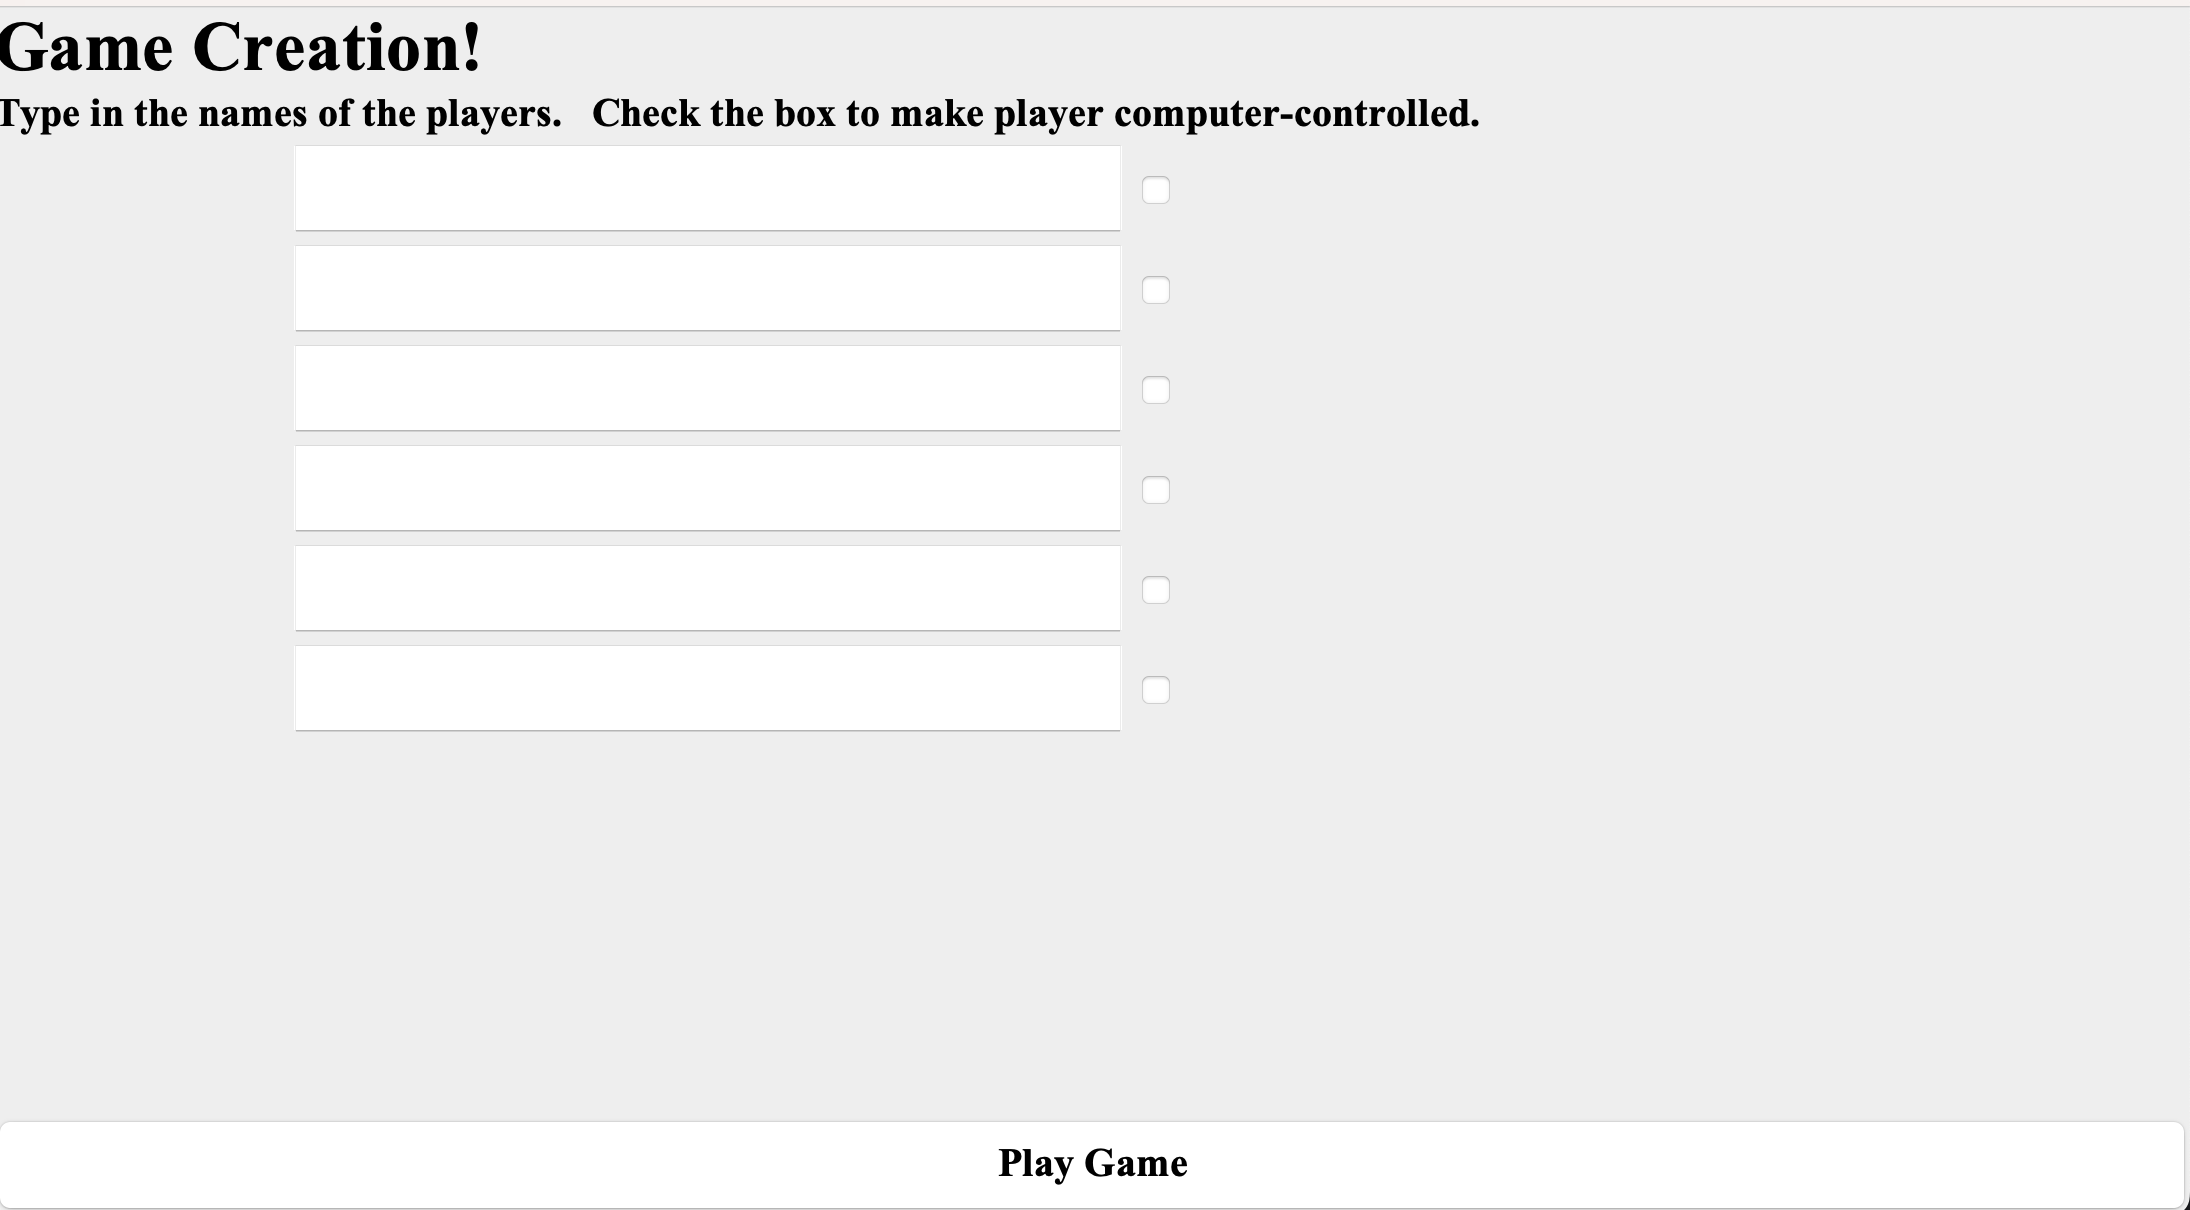 Game Creation!
Type in the names of the players.   Check the box to make player computer-controlled.
Play Game